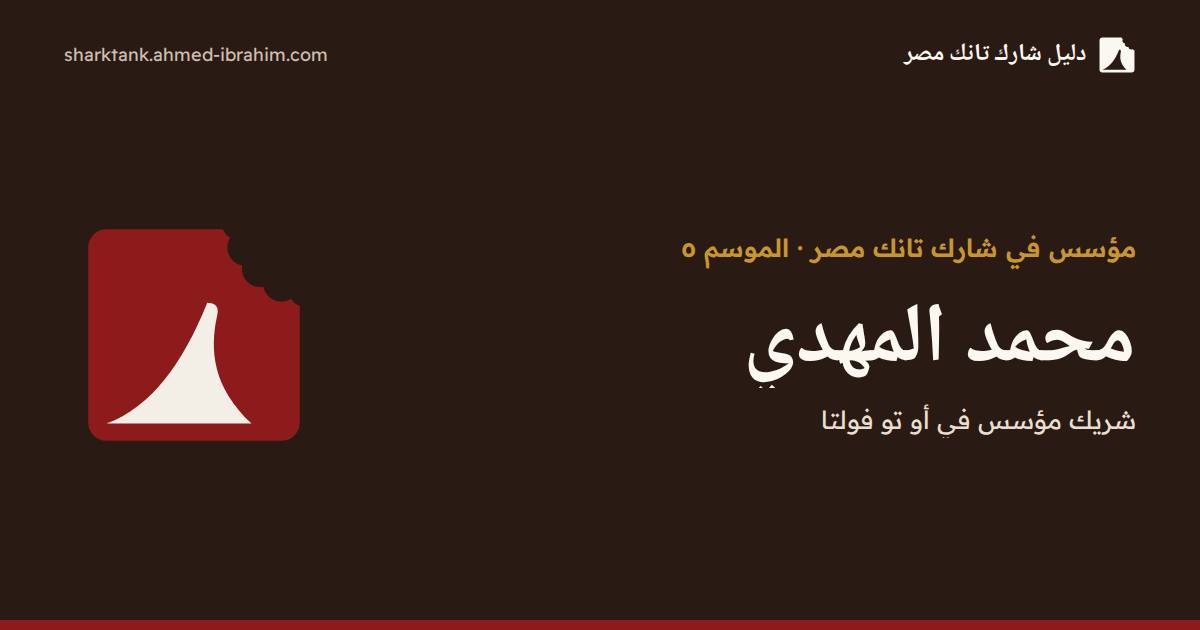 دليل شارك تانك مصر
sharktank.ahmed-ibrahim.com
مؤسس في شارك تانك مصر · الموسم ٥
محمد المهدي
شريك مؤسس في أو تو فولتا